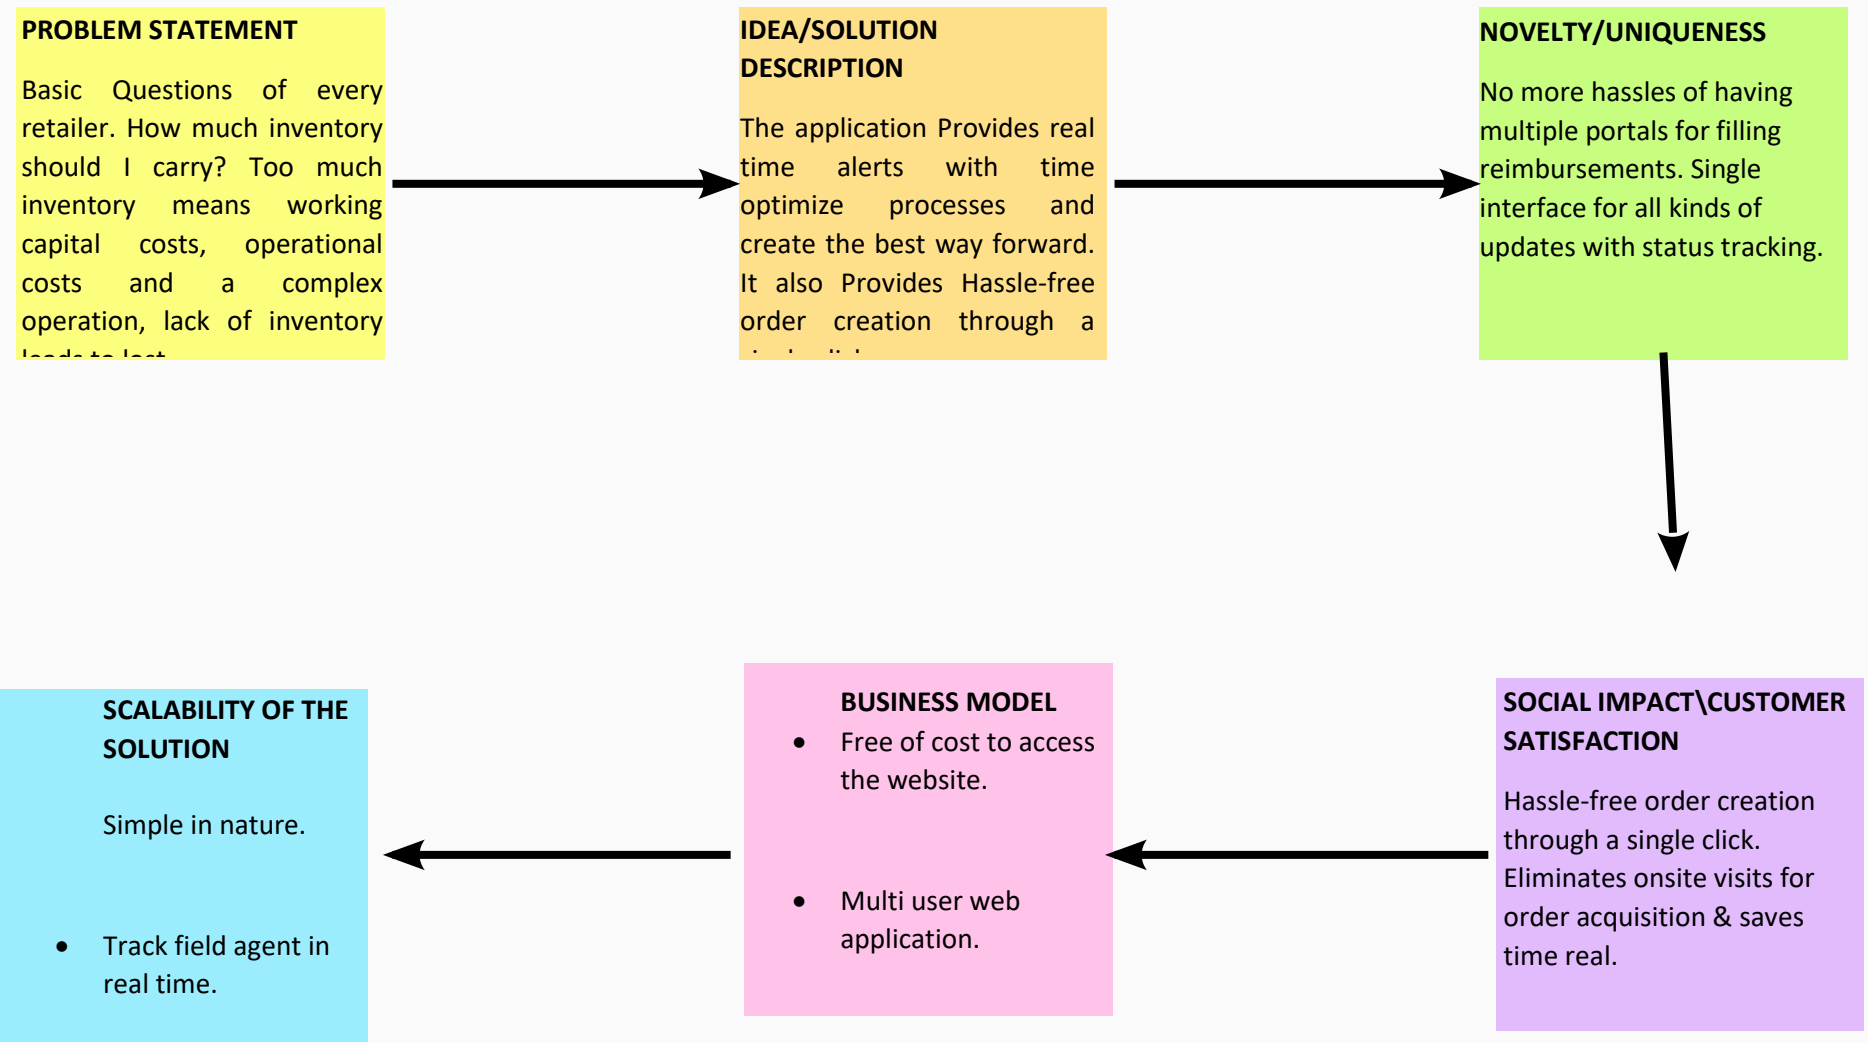 PROBLEM STATEMENT
Basic Questions of every
retailer. How much inventory
should I carry? Too much
inventory means working
capital costs, operational
costs and a complex
operation, lack of inventory
leads to lost
IDEA/SOLUTION
DESCRIPTION
The application Provides real
time alerts with time
optimize processes and
create the best way forward.
It also Provides Hassle-free
order creation through a
NOVELTY/UNIQUENESS
No more hassles of having
multiple portals for filling
reimbursements. Single
interface for all kinds of
updates with status tracking.
SOCIAL IMPACT\CUSTOMER
SATISFACTION
Hassle-free order creation
through a single click.
Eliminates onsite visits for
order acquisition & saves
time real.
BUSINESS MODEL
• Free of cost to access
the website.
• Multi user web
application.
SCALABILITY OF THE
SOLUTION
Simple in nature.
• Track field agent in
real time.